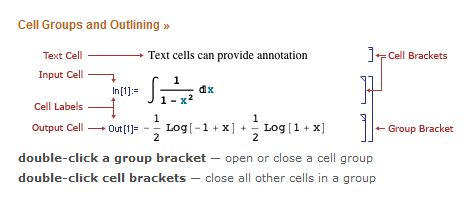 Cell Groups and Outlining »
Text Cell Text cells can provide annotation Cell Brackets
Input Cell
In[1]:= ∫ 1/(1 - x²) ⅆx
Cell Labels
Output Cell Out[1]= - 1/2 Log[-1 + x] + 1/2 Log[1 + x] Group Bracket
double-click a group bracket — open or close a cell group
double-click cell brackets — close all other cells in a group